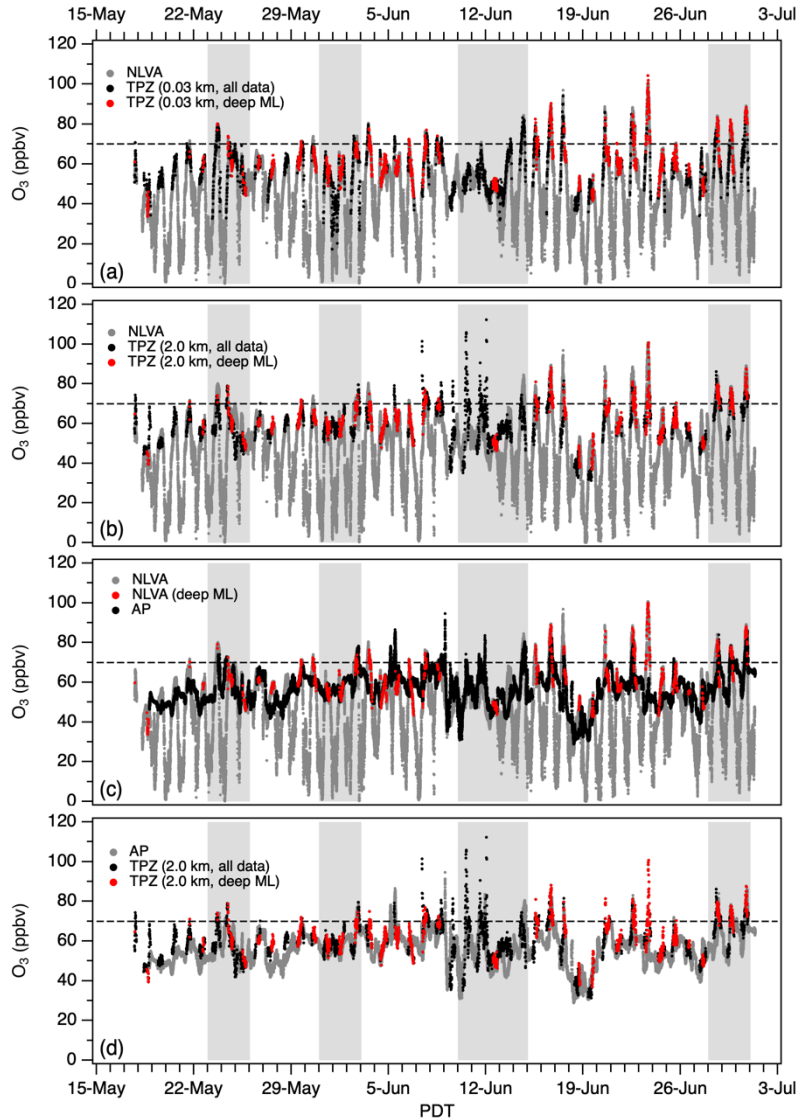 15-May 22-May 29-May 5-Jun 12-Jun 19-Jun 26-Jun 3-Jul
120
100
80
60
40
20
0
O3 (ppbv)
NLVA
TPZ (0.03 km, all data)
TPZ (0.03 km, deep ML)
(a)
120
100
80
60
40
20
0
O3 (ppbv)
NLVA
TPZ (2.0 km, all data)
TPZ (2.0 km, deep ML)
(b)
120
100
80
60
40
20
0
O3 (ppbv)
NLVA
NLVA (deep ML)
AP
(c)
120
100
80
60
40
20
0
O3 (ppbv)
AP
TPZ (2.0 km, all data)
TPZ (2.0 km, deep ML)
(d)
15-May 22-May 29-May 5-Jun 12-Jun 19-Jun 26-Jun 3-Jul
PDT